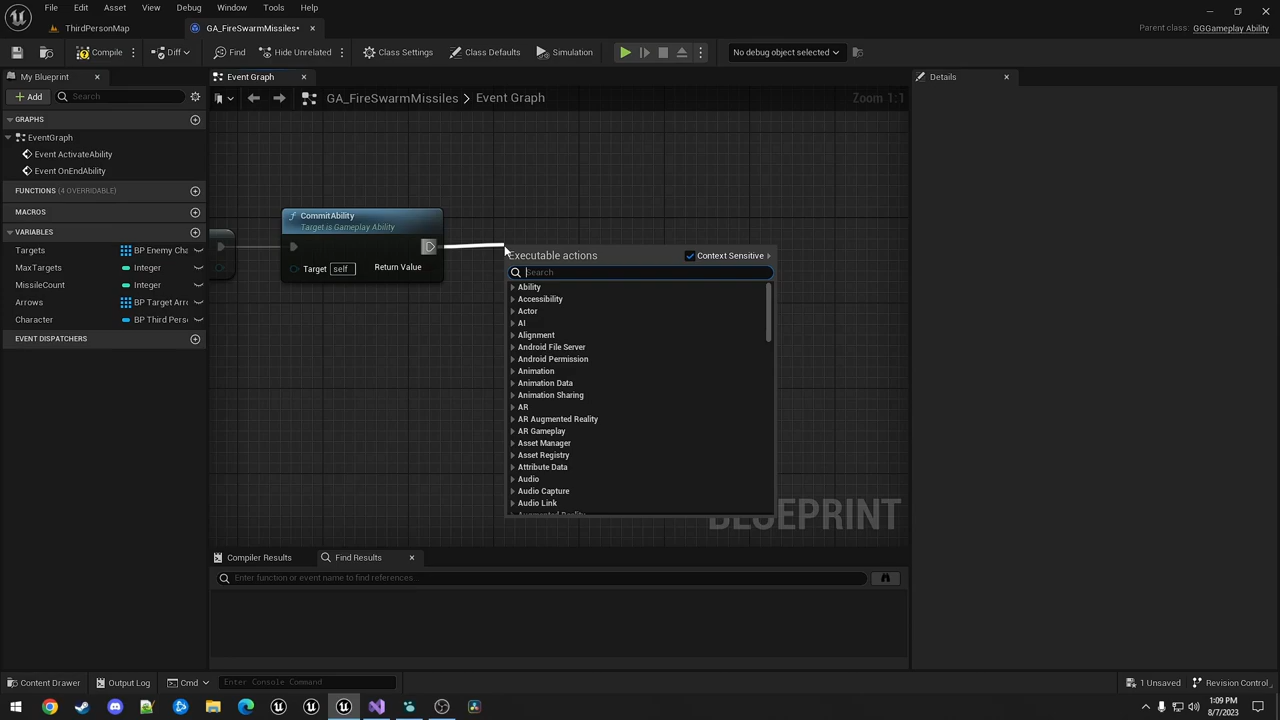 File Edit Asset View Debug Window Tools Help
ThirdPersonMap
GA_FireSwarmMissiles*
Parent class: GGGameplay Ability
Compile Diff Find Hide Unrelated Class Settings Class Defaults Simulation No debug object selected
My Blueprint
Event Graph
Details
Add Search
GA_FireSwarmMissiles > Event Graph
Zoom 1:1
GRAPHS
EventGraph
Event ActivateAbility
Event OnEndAbility
FUNCTIONS (4 OVERRIDABLE)
MACROS
VARIABLES
Targets BP Enemy Cha
MaxTargets Integer
MissileCount Integer
Arrows BP Target Arro
Character BP Third Pers
EVENT DISPATCHERS
CommitAbility
Target is Gameplay Ability
Target self Return Value
Executable actions Context Sensitive
Search
Ability
Accessibility
Actor
AI
Alignment
Android File Server
Android Permission
Animation
Animation Data
Animation Sharing
AR
AR Augmented Reality
AR Gameplay
Asset Manager
Asset Registry
Attribute Data
Audio
Audio Capture
Audio Link
Augmented Reality
BLUEPRINT
Compiler Results Find Results
Enter function or event name to find references...
Content Drawer Output Log Cmd Enter Console Command 1 Unsaved Revision Control
1:09 PM
8/7/2023